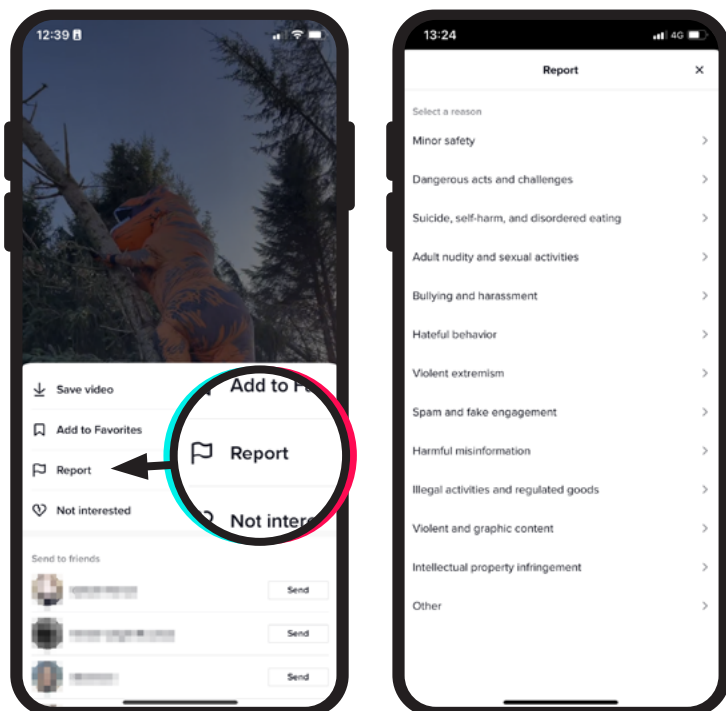 12:39
Save video
Add to Favorites
Report
Not interested
Add to Fa
Report
Not intere
Send to friends
Send
Send
Send
13:24
4G
Report
Select a reason
Minor safety
Dangerous acts and challenges
Suicide, self-harm, and disordered eating
Adult nudity and sexual activities
Bullying and harassment
Hateful behavior
Violent extremism
Spam and fake engagement
Harmful misinformation
Illegal activities and regulated goods
Violent and graphic content
Intellectual property infringement
Other